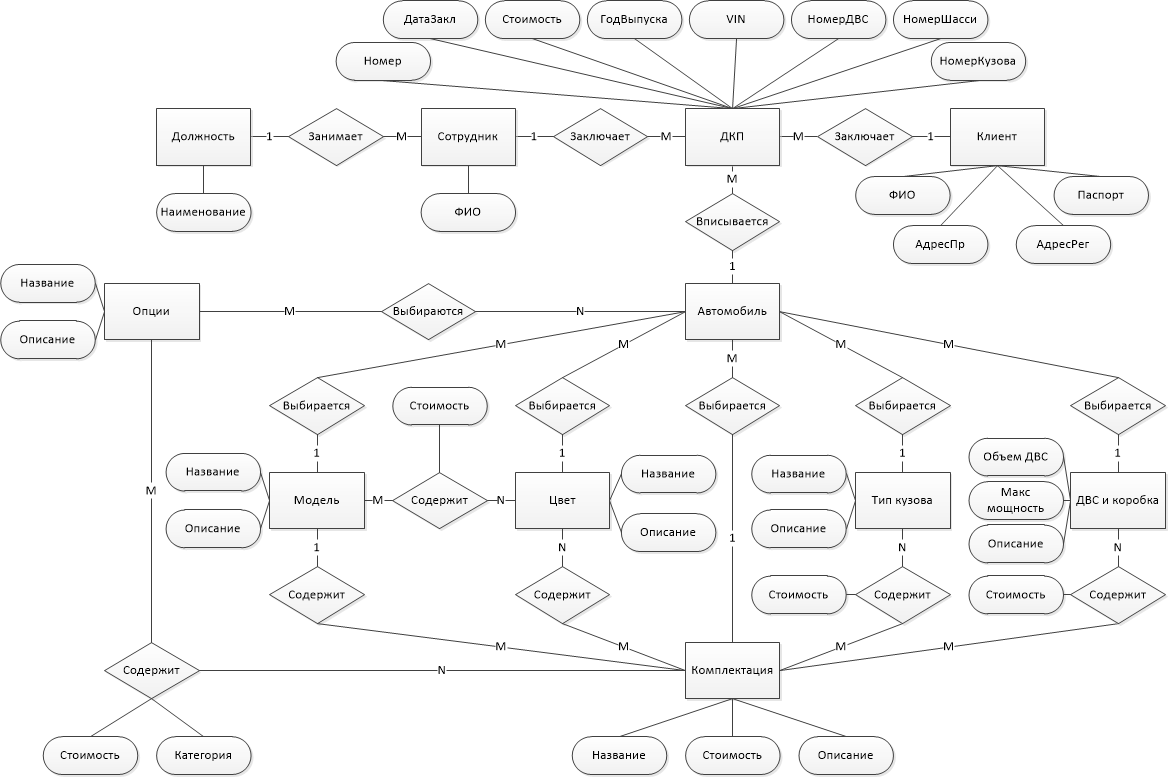 ДатаЗакл
Стоимость
ГодВыпуска
VIN
НомерДВС
НомерШасси
Номер
НомерКузова
Должность
1
Занимает
М
Сотрудник
1
Заключает
М
ДКП
М
Заключает
1
Клиент
Наименование
ФИО
М
ФИО
Паспорт
Вписывается
АдресПр
АдресРег
1
Название
Опции
М
Выбираются
N
Автомобиль
Описание
М
М
М
М
М
Выбирается
Стоимость
Выбирается
Выбирается
Выбирается
Выбирается
1
1
1
1
Название
Название
Название
Объем ДВС
М
Модель
М
Содержит
N
Цвет
Тип кузова
Макс
мощность
ДВС и коробка
Описание
Описание
Описание
Описание
1
N
1
N
N
Содержит
Содержит
Стоимость
Содержит
Стоимость
Содержит
М
М
М
М
Содержит
N
Комплектация
Стоимость
Категория
Название
Стоимость
Описание